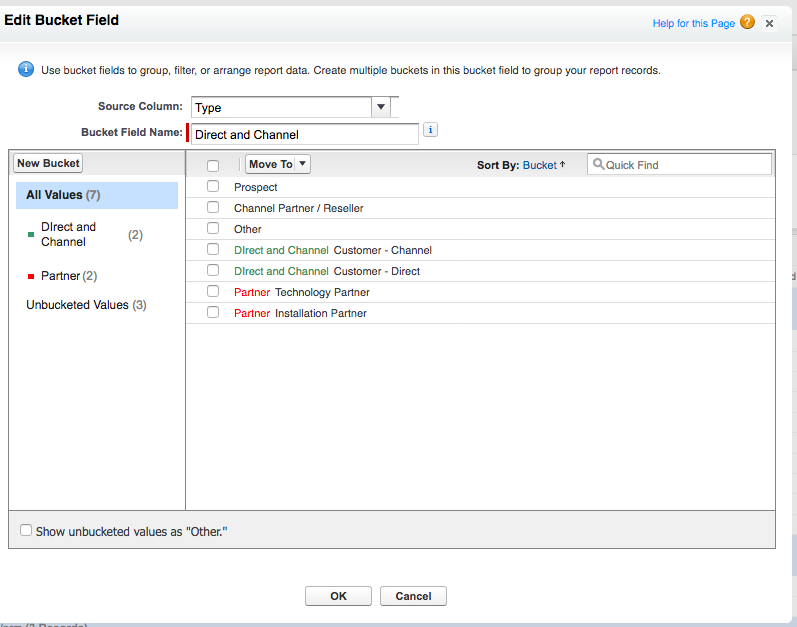 Edit Bucket Field
Help for this Page ?
i Use bucket fields to group, filter, or arrange report data. Create multiple buckets in this bucket field to group your report records.
Source Column: Type
Bucket Field Name: Direct and Channel i
New Bucket
Move To
Sort By: Bucket ↑
Quick Find
All Values (7)
DIrect and
Channel (2)
Partner (2)
Unbucketed Values (3)
Prospect
Channel Partner / Reseller
Other
DIrect and Channel Customer - Channel
DIrect and Channel Customer - Direct
Partner Technology Partner
Partner Installation Partner
Show unbucketed values as "Other."
OK Cancel